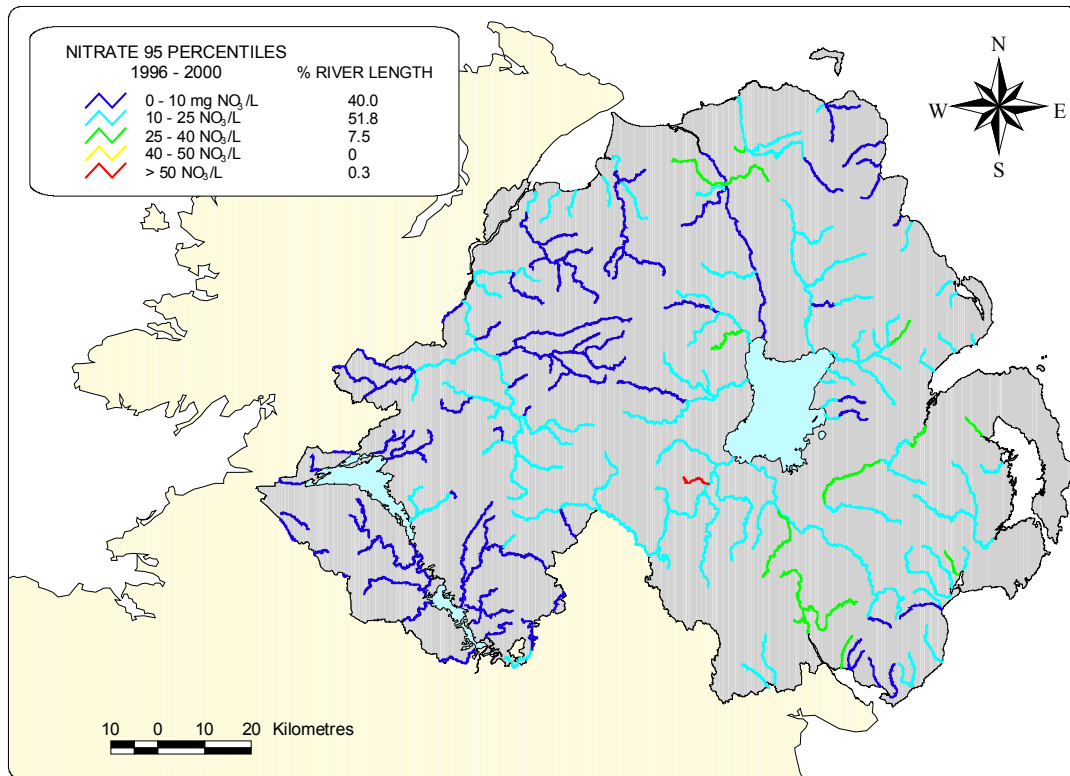 NITRATE 95 PERCENTILES
1996 - 2000 % RIVER LENGTH
0 - 10 mg NO3/L 40.0
10 - 25 NO3/L 51.8
25 - 40 NO3/L 7.5
40 - 50 NO3/L 0
> 50 NO3/L 0.3
N
W E
S
10 0 10 20 Kilometres